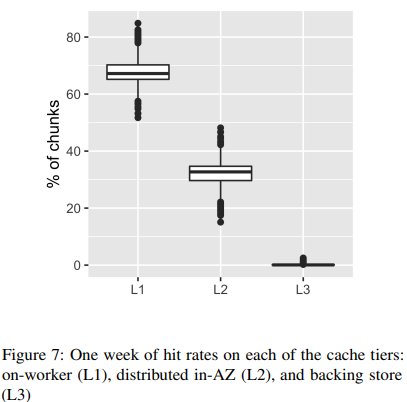 80
60
40
20
0
% of chunks
L1 L2 L3
Figure 7: One week of hit rates on each of the cache tiers:
on-worker (L1), distributed in-AZ (L2), and backing store
(L3)